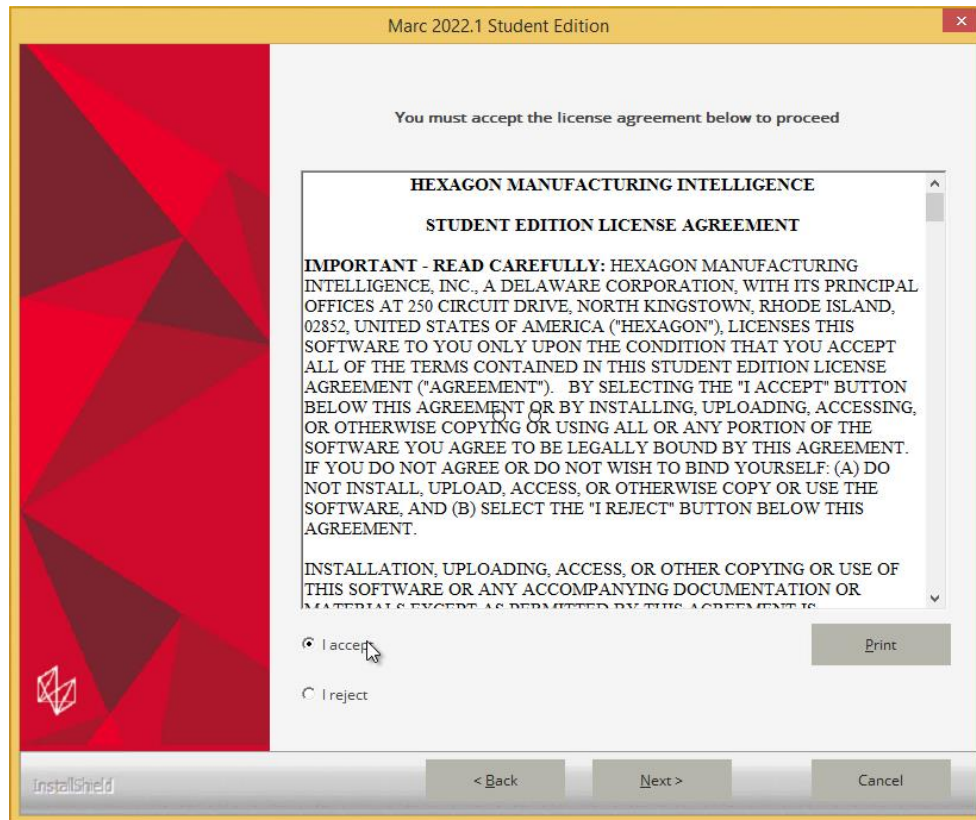 Marc 2022.1 Student Edition
You must accept the license agreement below to proceed
HEXAGON MANUFACTURING INTELLIGENCE
STUDENT EDITION LICENSE AGREEMENT
IMPORTANT - READ CAREFULLY: HEXAGON MANUFACTURING
INTELLIGENCE, INC., A DELAWARE CORPORATION, WITH ITS PRINCIPAL
OFFICES AT 250 CIRCUIT DRIVE, NORTH KINGSTOWN, RHODE ISLAND,
02852, UNITED STATES OF AMERICA ("HEXAGON"), LICENSES THIS
SOFTWARE TO YOU ONLY UPON THE CONDITION THAT YOU ACCEPT
ALL OF THE TERMS CONTAINED IN THIS STUDENT EDITION LICENSE
AGREEMENT ("AGREEMENT"). BY SELECTING THE "I ACCEPT" BUTTON
BELOW THIS AGREEMENT OR BY INSTALLING, UPLOADING, ACCESSING,
OR OTHERWISE COPYING OR USING ALL OR ANY PORTION OF THE
SOFTWARE YOU AGREE TO BE LEGALLY BOUND BY THIS AGREEMENT.
IF YOU DO NOT AGREE OR DO NOT WISH TO BIND YOURSELF: (A) DO
NOT INSTALL, UPLOAD, ACCESS, OR OTHERWISE COPY OR USE THE
SOFTWARE, AND (B) SELECT THE "I REJECT" BUTTON BELOW THIS
AGREEMENT.
INSTALLATION, UPLOADING, ACCESS, OR OTHER COPYING OR USE OF
THIS SOFTWARE OR ANY ACCOMPANYING DOCUMENTATION OR
MATERIALS EXCEPT AS PERMITTED BY THIS AGREEMENT IS
I accept
Print
I reject
InstallShield
< Back
Next >
Cancel